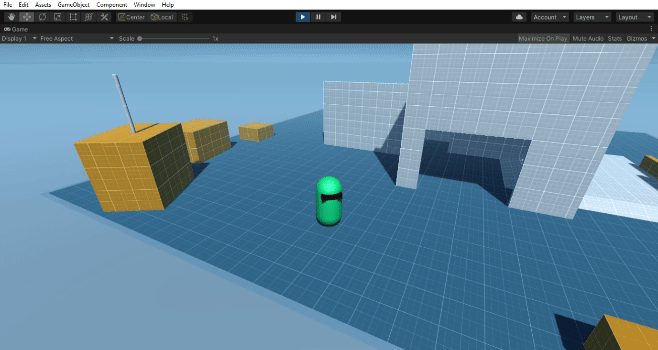 File Edit Assets GameObject Component Window Help
Center Local Account Layers Layout
Game
Display 1 Free Aspect Scale 1x Maximize On Play Mute Audio Stats Gizmos